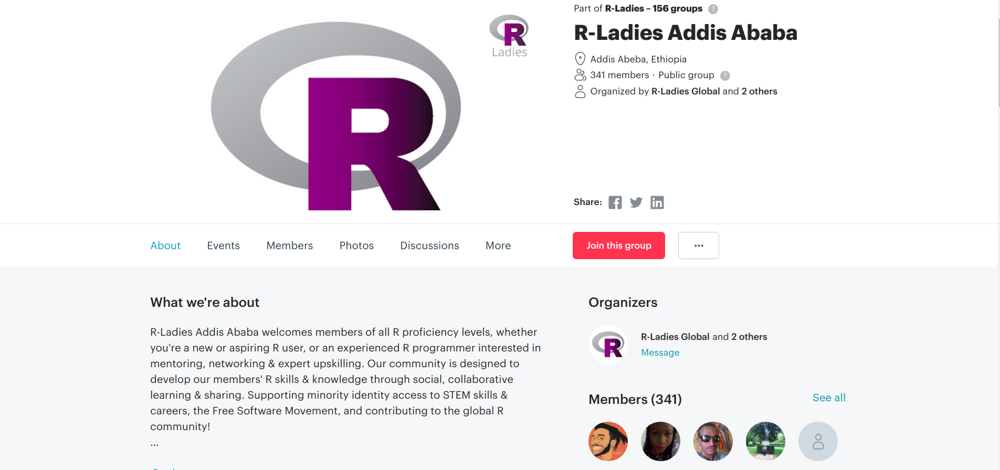 R
R
Ladies
Part of R-Ladies – 156 groups ?
R-Ladies Addis Ababa
Addis Abeba, Ethiopia
341 members · Public group ?
Organized by R-Ladies Global and 2 others
Share:
About Events Members Photos Discussions More
Join this group
What we're about
R-Ladies Addis Ababa welcomes members of all R proficiency levels, whether
you're a new or aspiring R user, or an experienced R programmer interested in
mentoring, networking & expert upskilling. Our community is designed to
develop our members' R skills & knowledge through social, collaborative
learning & sharing. Supporting minority identity access to STEM skills &
careers, the Free Software Movement, and contributing to the global R
community!
...
Organizers
R
R-Ladies Global and 2 others
Message
Members (341)
See all